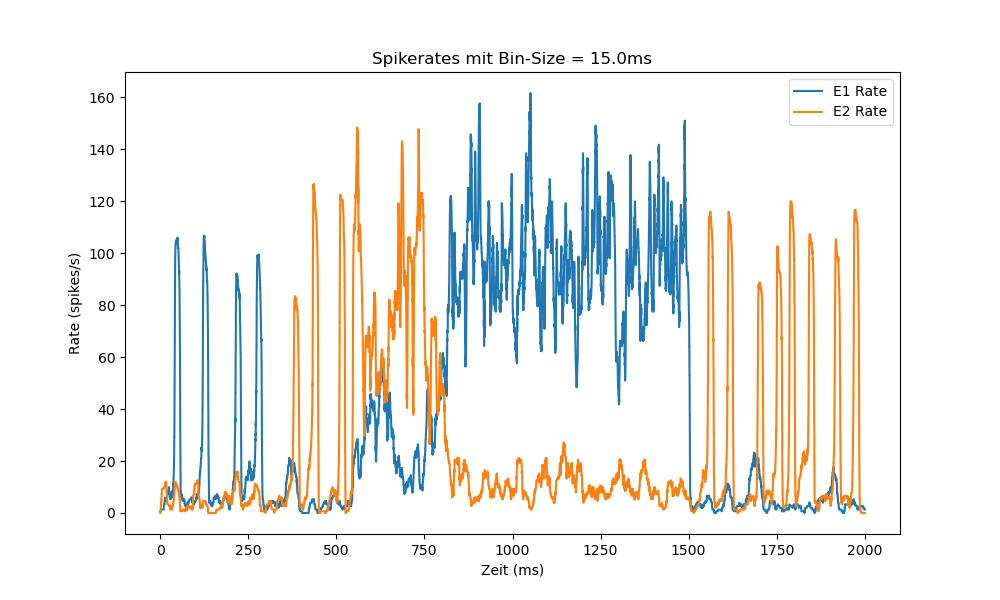 Spikerates mit Bin-Size = 15.0ms
E1 Rate
E2 Rate
160
140
120
100
80
60
40
20
0
Rate (spikes/s)
0 250 500 750 1000 1250 1500 1750 2000
Zeit (ms)